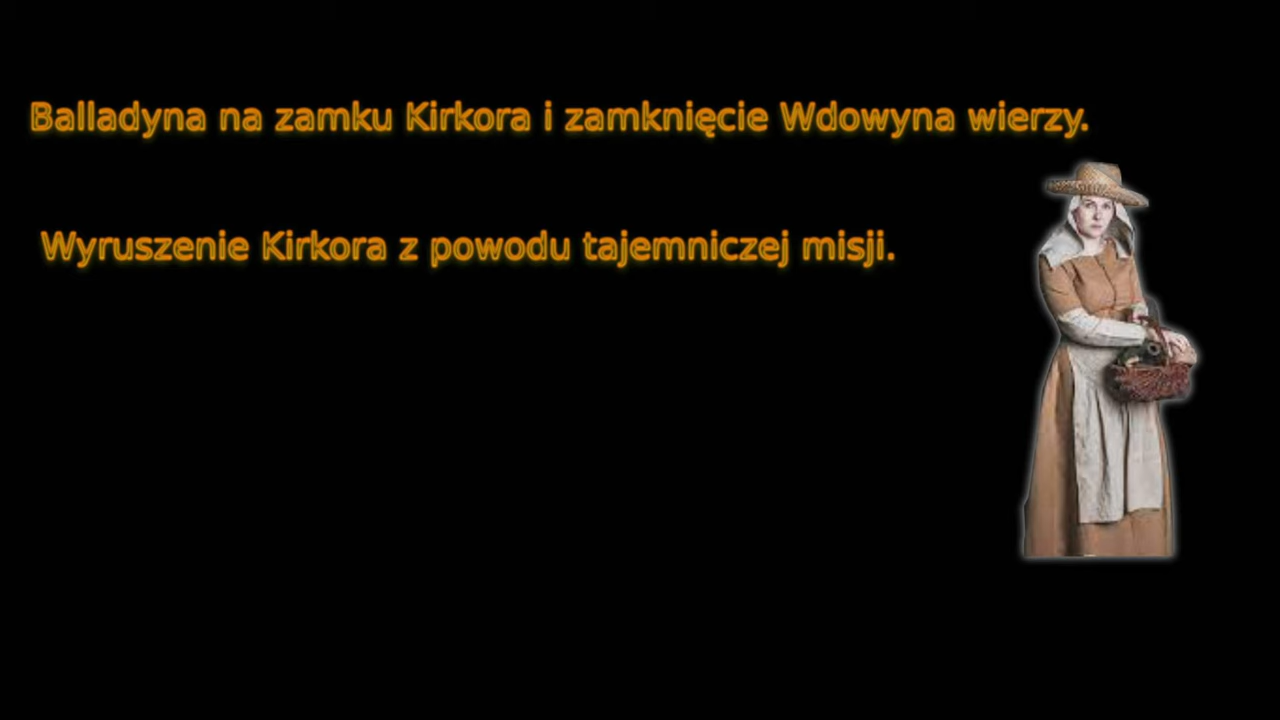 Balladyna na zamku Kirkora i zamknięcie Wdowyna wierzy.
Wyruszenie Kirkora z powodu tajemniczej misji.